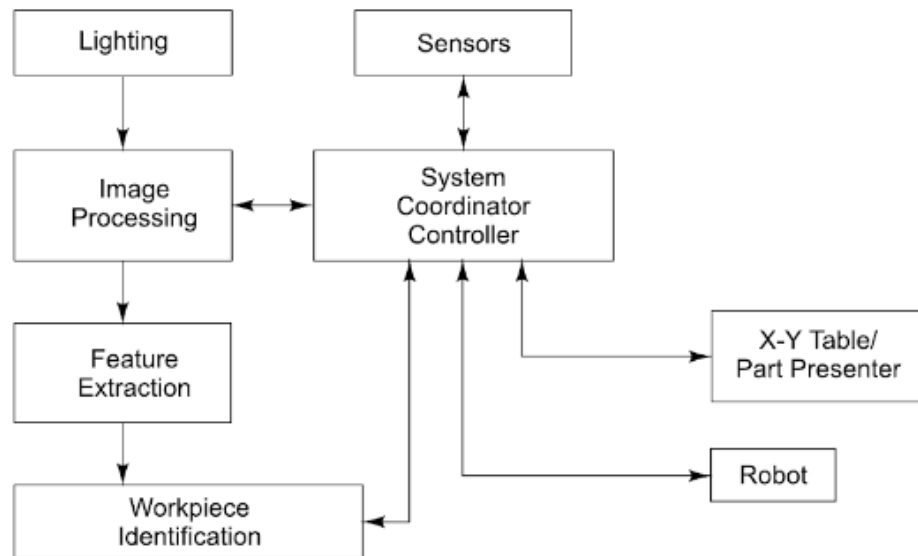 Lighting
Sensors
Image
Processing
System
Coordinator
Controller
Feature
Extraction
X-Y Table/
Part Presenter
Robot
Workpiece
Identification